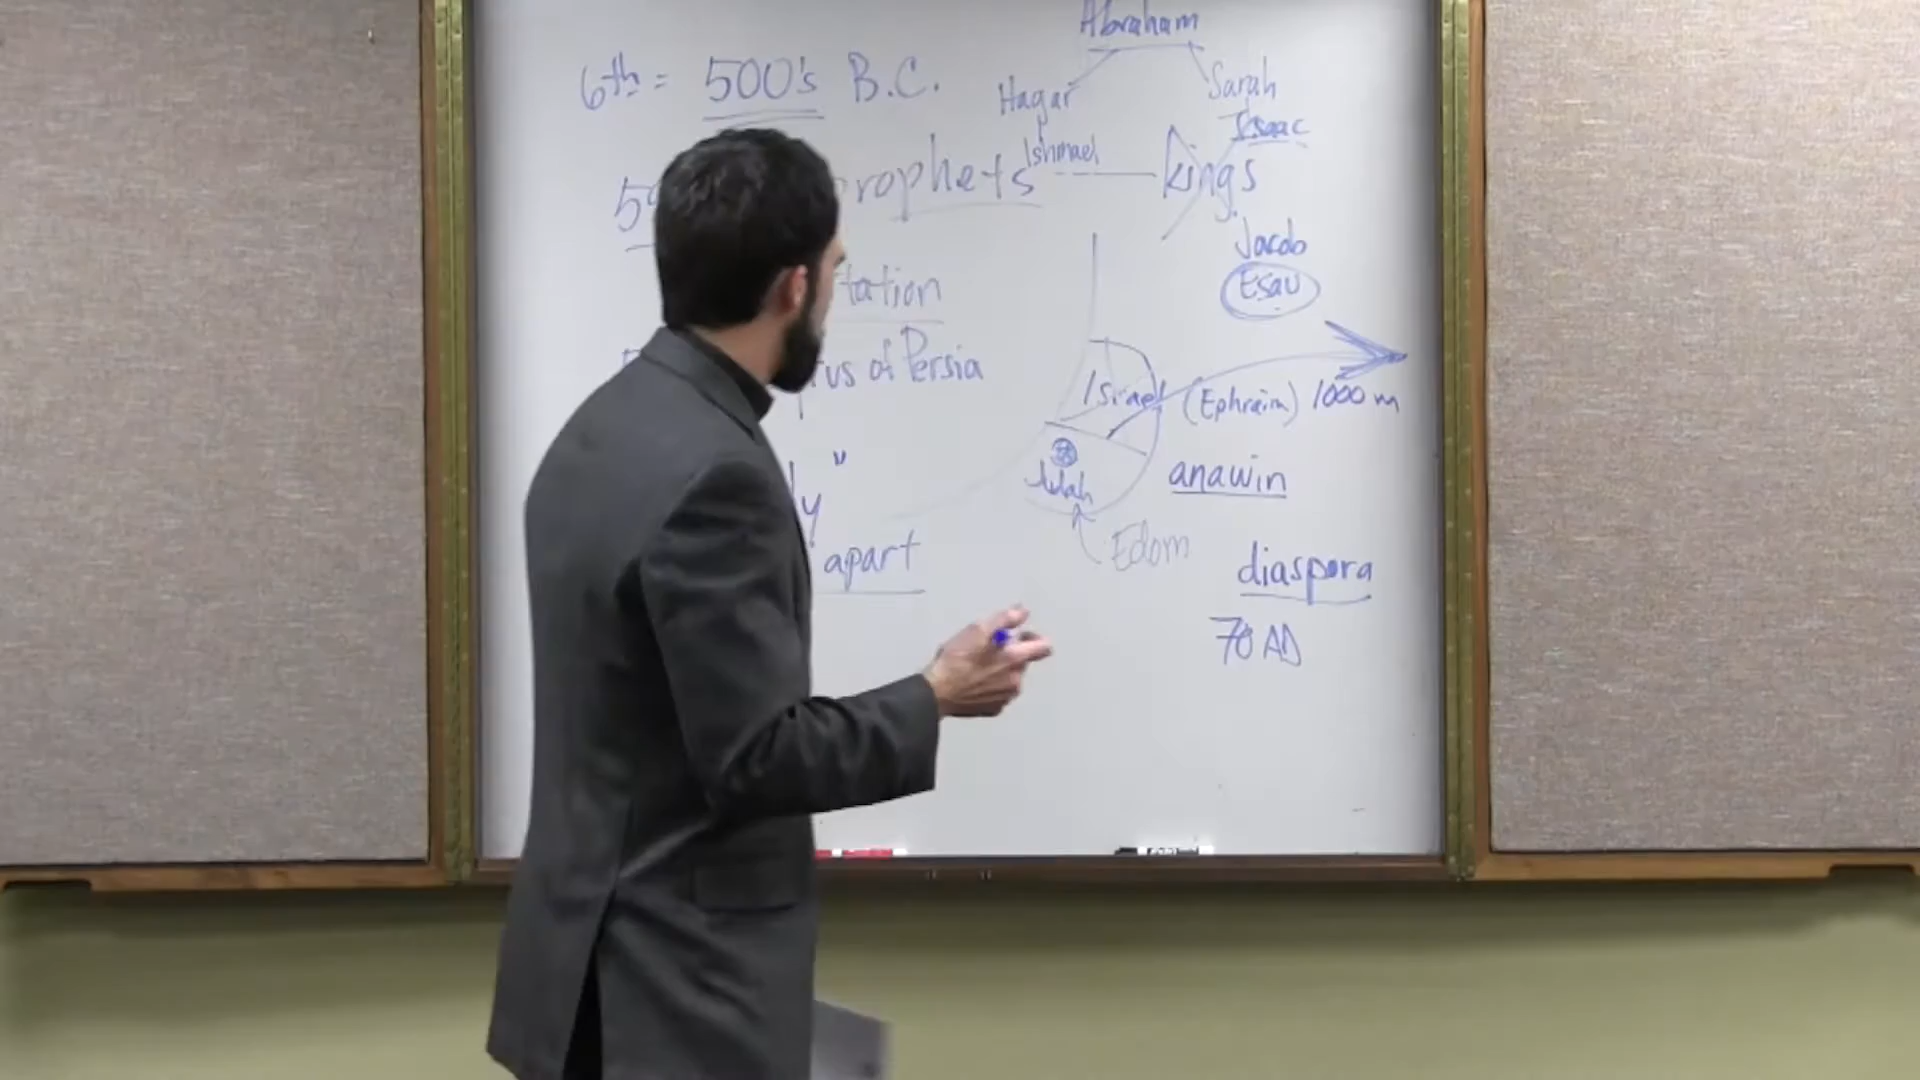 Abraham
6th = 500's B.C.
Hagar
Sarah
Isaac
Ishmael
rophets
kings
Jacob
Esau
tation
rus of Persia
Israel
(Ephraim) 1000 m
Judah
anawin
ly"
apart
Edom
diaspora
70 AD